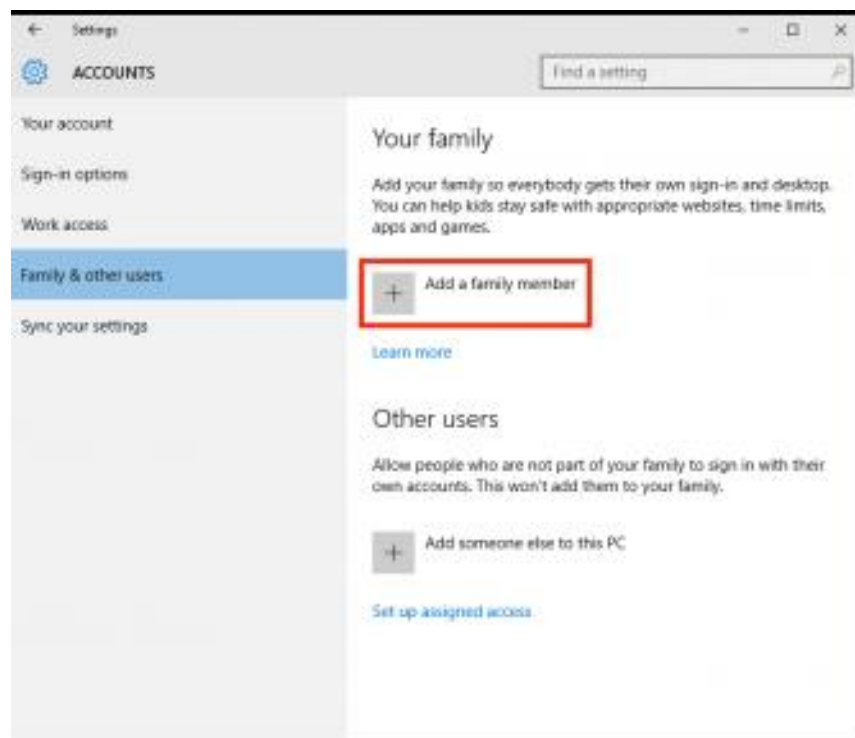 Settings
ACCOUNTS
Find a setting
Your account
Sign-in options
Work access
Family & other users
Sync your settings
Your family
Add your family so everybody gets their own sign-in and desktop.
You can help kids stay safe with appropriate websites, time limits,
apps and games.
Add a family member
Learn more
Other users
Allow people who are not part of your family to sign in with their
own accounts. This won't add them to your family.
Add someone else to this PC
Set up assigned access